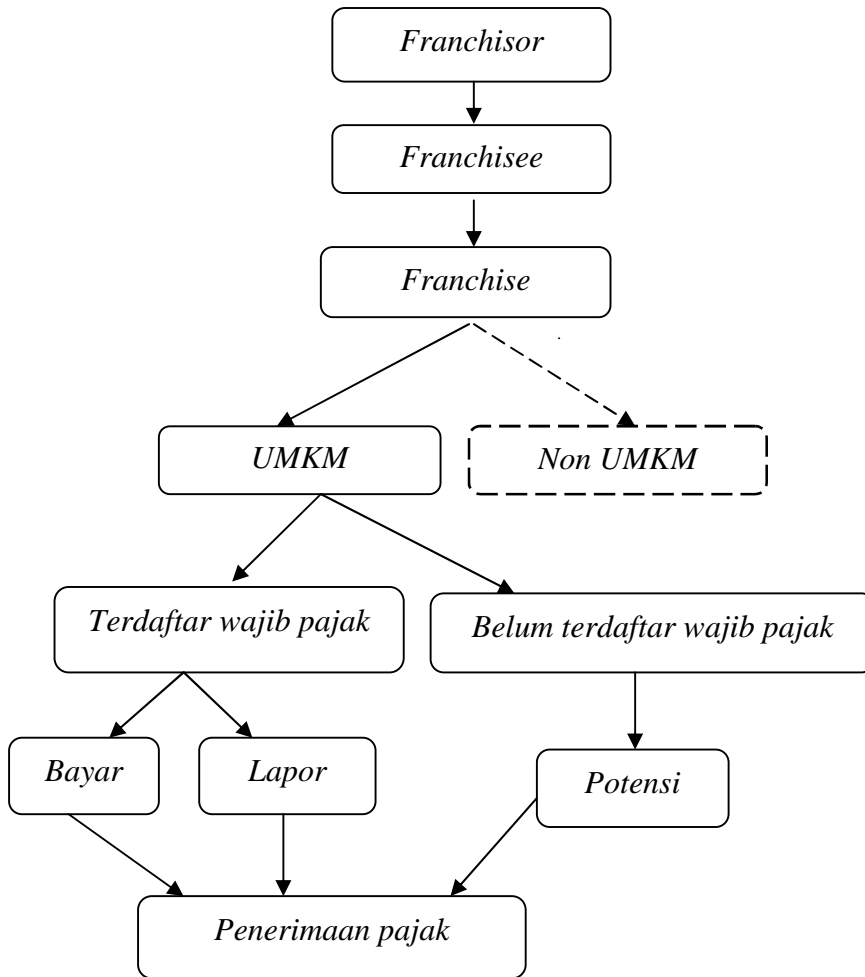 Franchisor
Franchisee
Franchise
UMKM
Non UMKM
Terdaftar wajib pajak
Belum terdaftar wajib pajak
Bayar
Lapor
Potensi
Penerimaan pajak